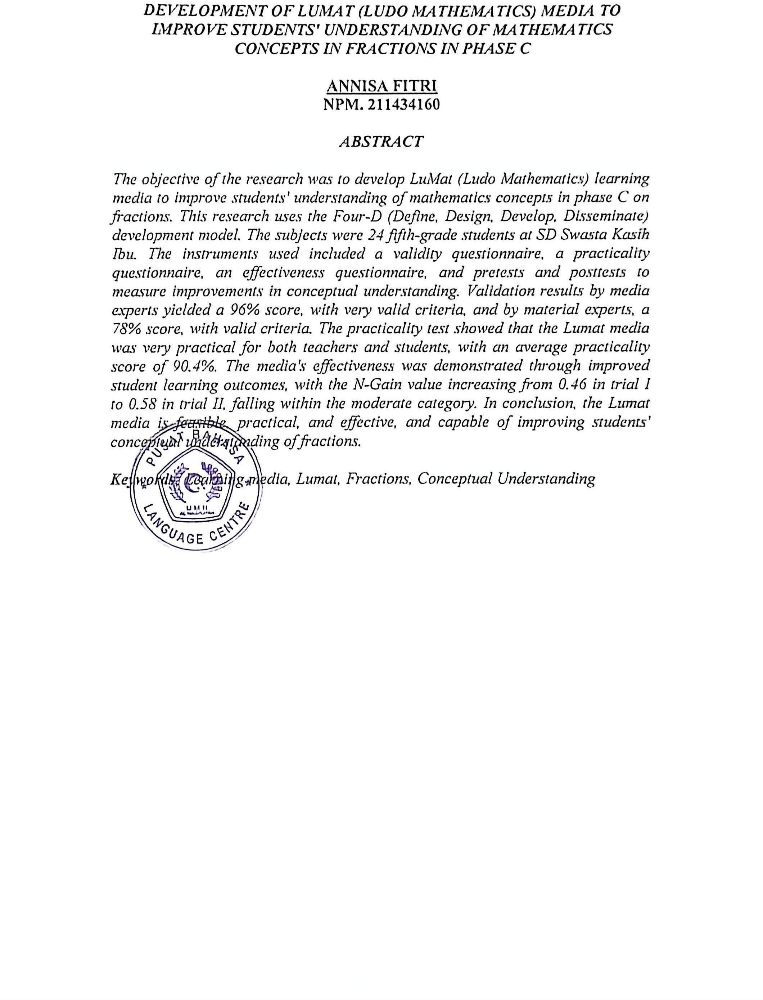 DEVELOPMENT OF LUMAT (LUDO MATHEMATICS) MEDIA TO
IMPROVE STUDENTS' UNDERSTANDING OF MATHEMATICS
CONCEPTS IN FRACTIONS IN PHASE C
ANNISA FITRI
NPM. 211434160
ABSTRACT
The objective of the research was to develop LuMat (Ludo Mathematics) learning
media to improve students' understanding of mathematics concepts in phase C on
fractions. This research uses the Four-D (Define, Design, Develop, Disseminate)
development model. The subjects were 24 fifth-grade students at SD Swasta Kasih
Ibu. The instruments used included a validity questionnaire, a practicality
questionnaire, an effectiveness questionnaire, and pretests and posttests to
measure improvements in conceptual understanding. Validation results by media
experts yielded a 96% score, with very valid criteria, and by material experts, a
78% score, with valid criteria. The practicality test showed that the Lumat media
was very practical for both teachers and students, with an average practicality
score of 90.4%. The media's effectiveness was demonstrated through improved
student learning outcomes, with the N-Gain value increasing from 0.46 in trial I
to 0.58 in trial II, falling within the moderate category. In conclusion, the Lumat
media is feasible, practical, and effective, and capable of improving students'
conceptual understanding of fractions.
Keywords: Learning media, Lumat, Fractions, Conceptual Understanding
PUSAT BAHASA
LANGUAGE CENTRE